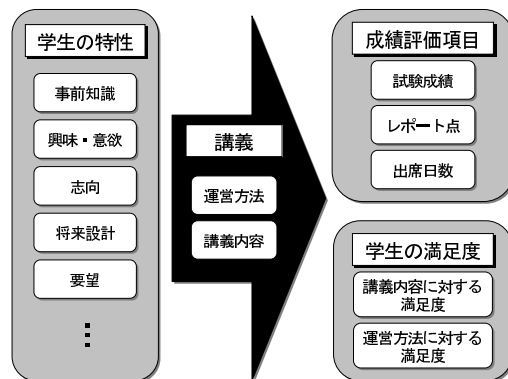 学生の特性
事前知識
興味・意欲
志向
将来設計
要望
講義
運営方法
講義内容
成績評価項目
試験成績
レポート点
出席日数
学生の満足度
講義内容に対する
満足度
運営方法に対する
満足度